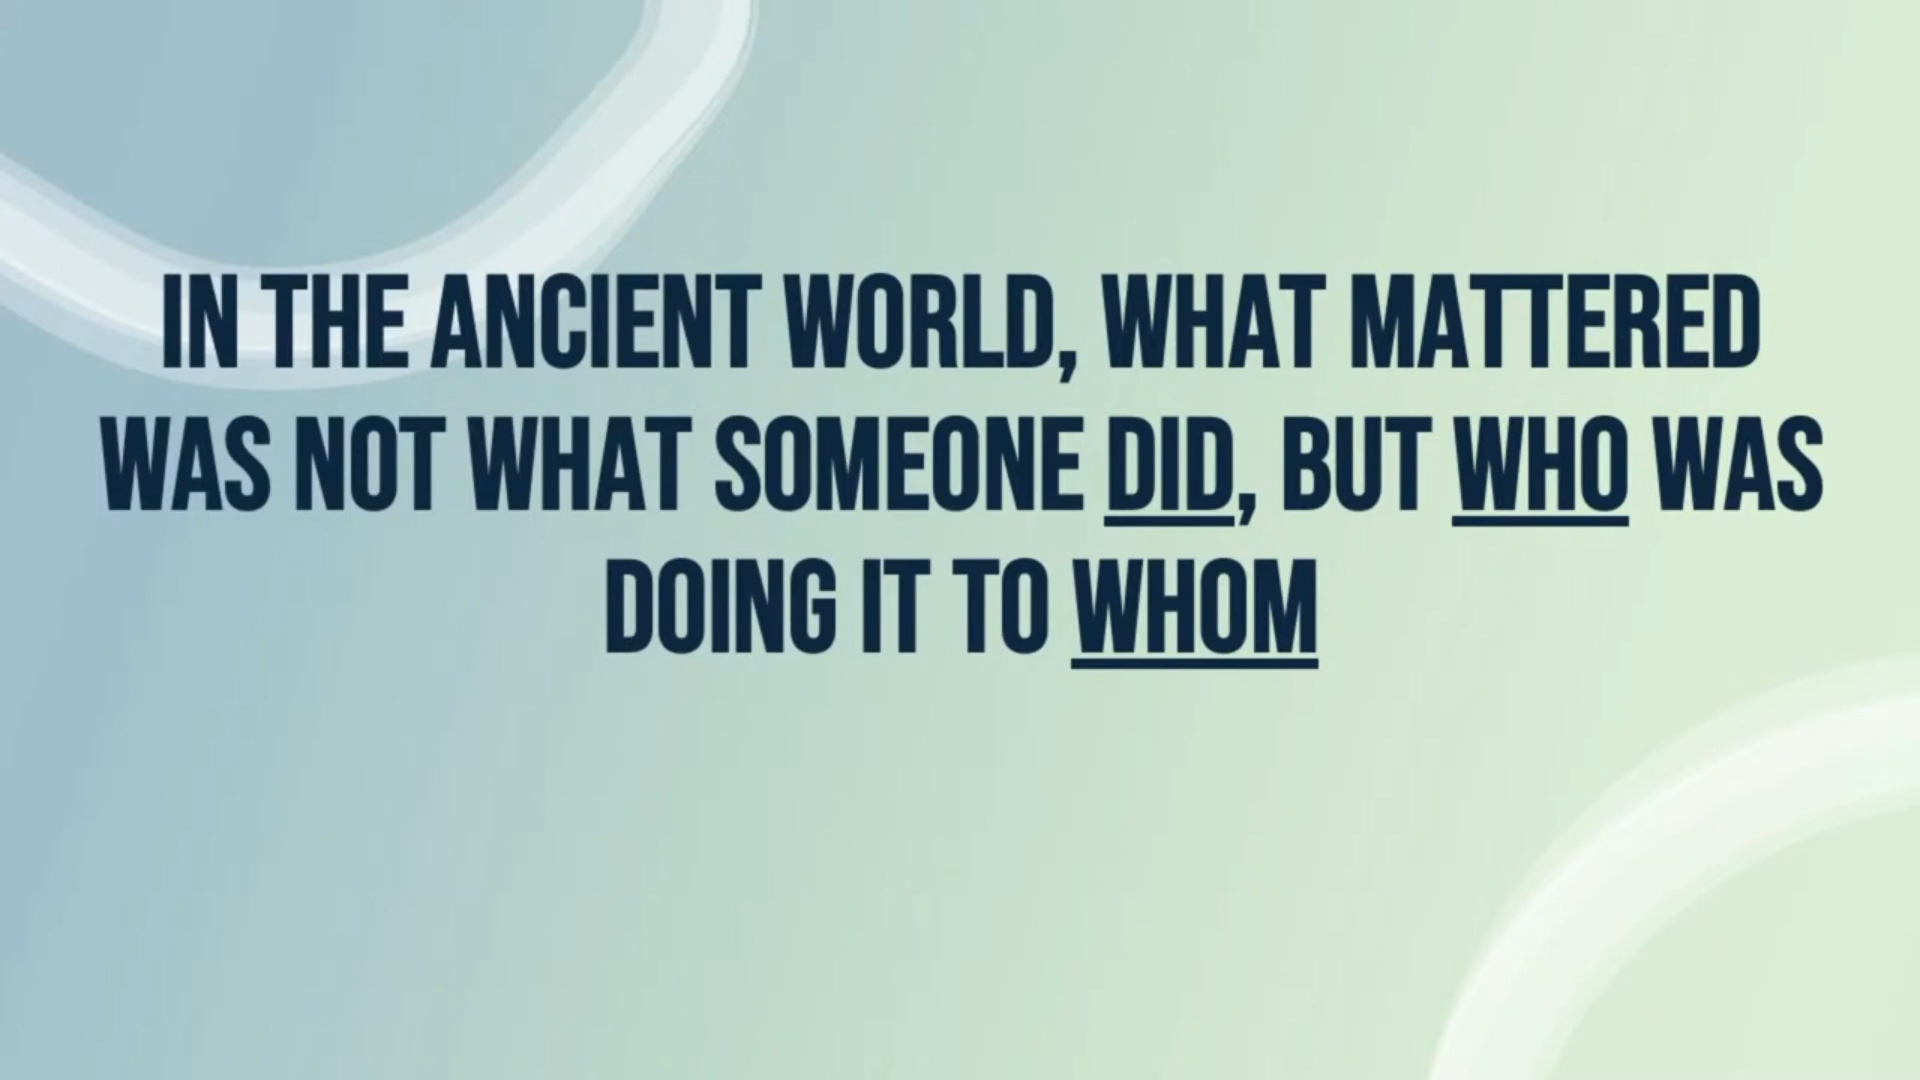 IN THE ANCIENT WORLD, WHAT MATTERED
WAS NOT WHAT SOMEONE DID, BUT WHO WAS
DOING IT TO WHOM